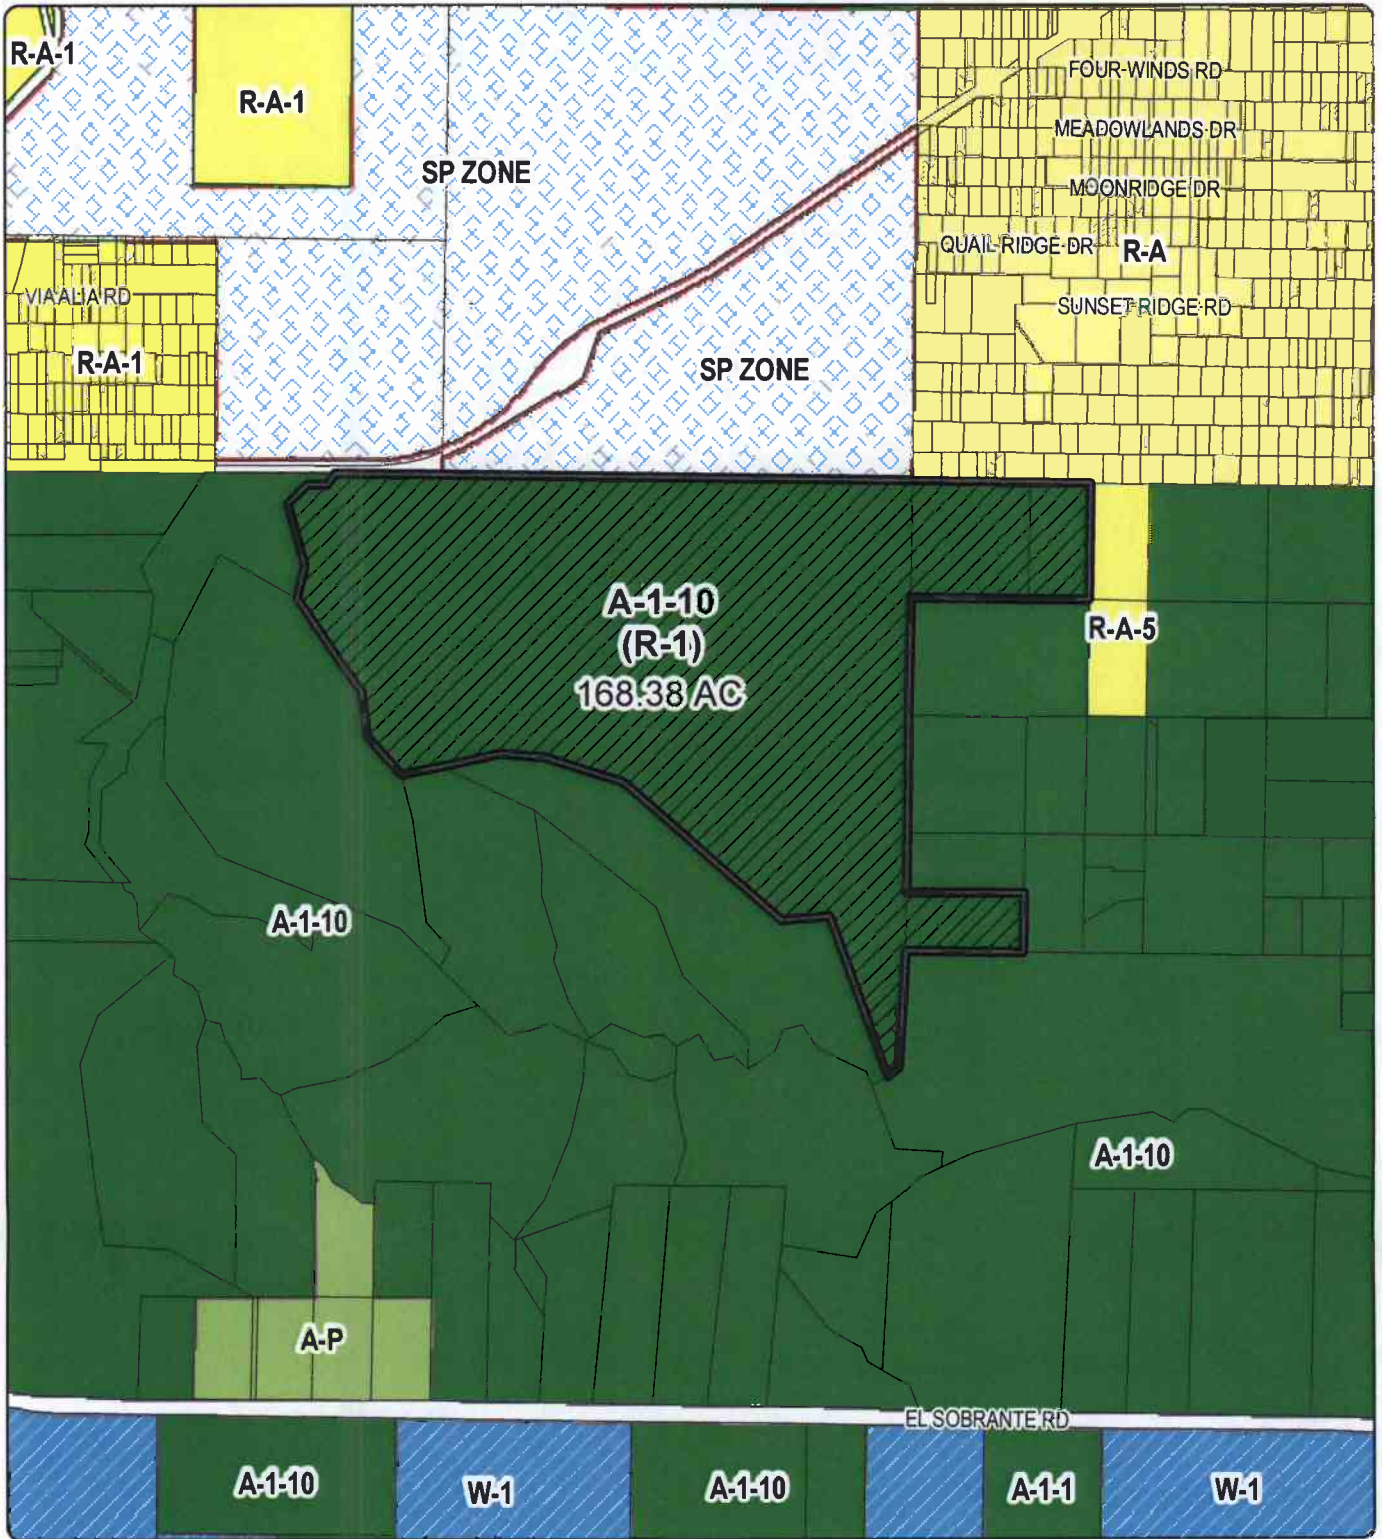 R-A-1
R-A-1
FOUR-WINDS RD
MEADOWLANDS DR
SP ZONE
MOONRIDGE DR
QUAIL RIDGE DR
R-A
VIA ALIA RD
SUNSET RIDGE RD
R-A-1
SP ZONE
A-1-10
(R-1)
168.38 AC
R-A-5
A-1-10
A-1-10
A-P
EL SOBRANTE RD
A-1-10
W-1
A-1-10
A-1-1
W-1